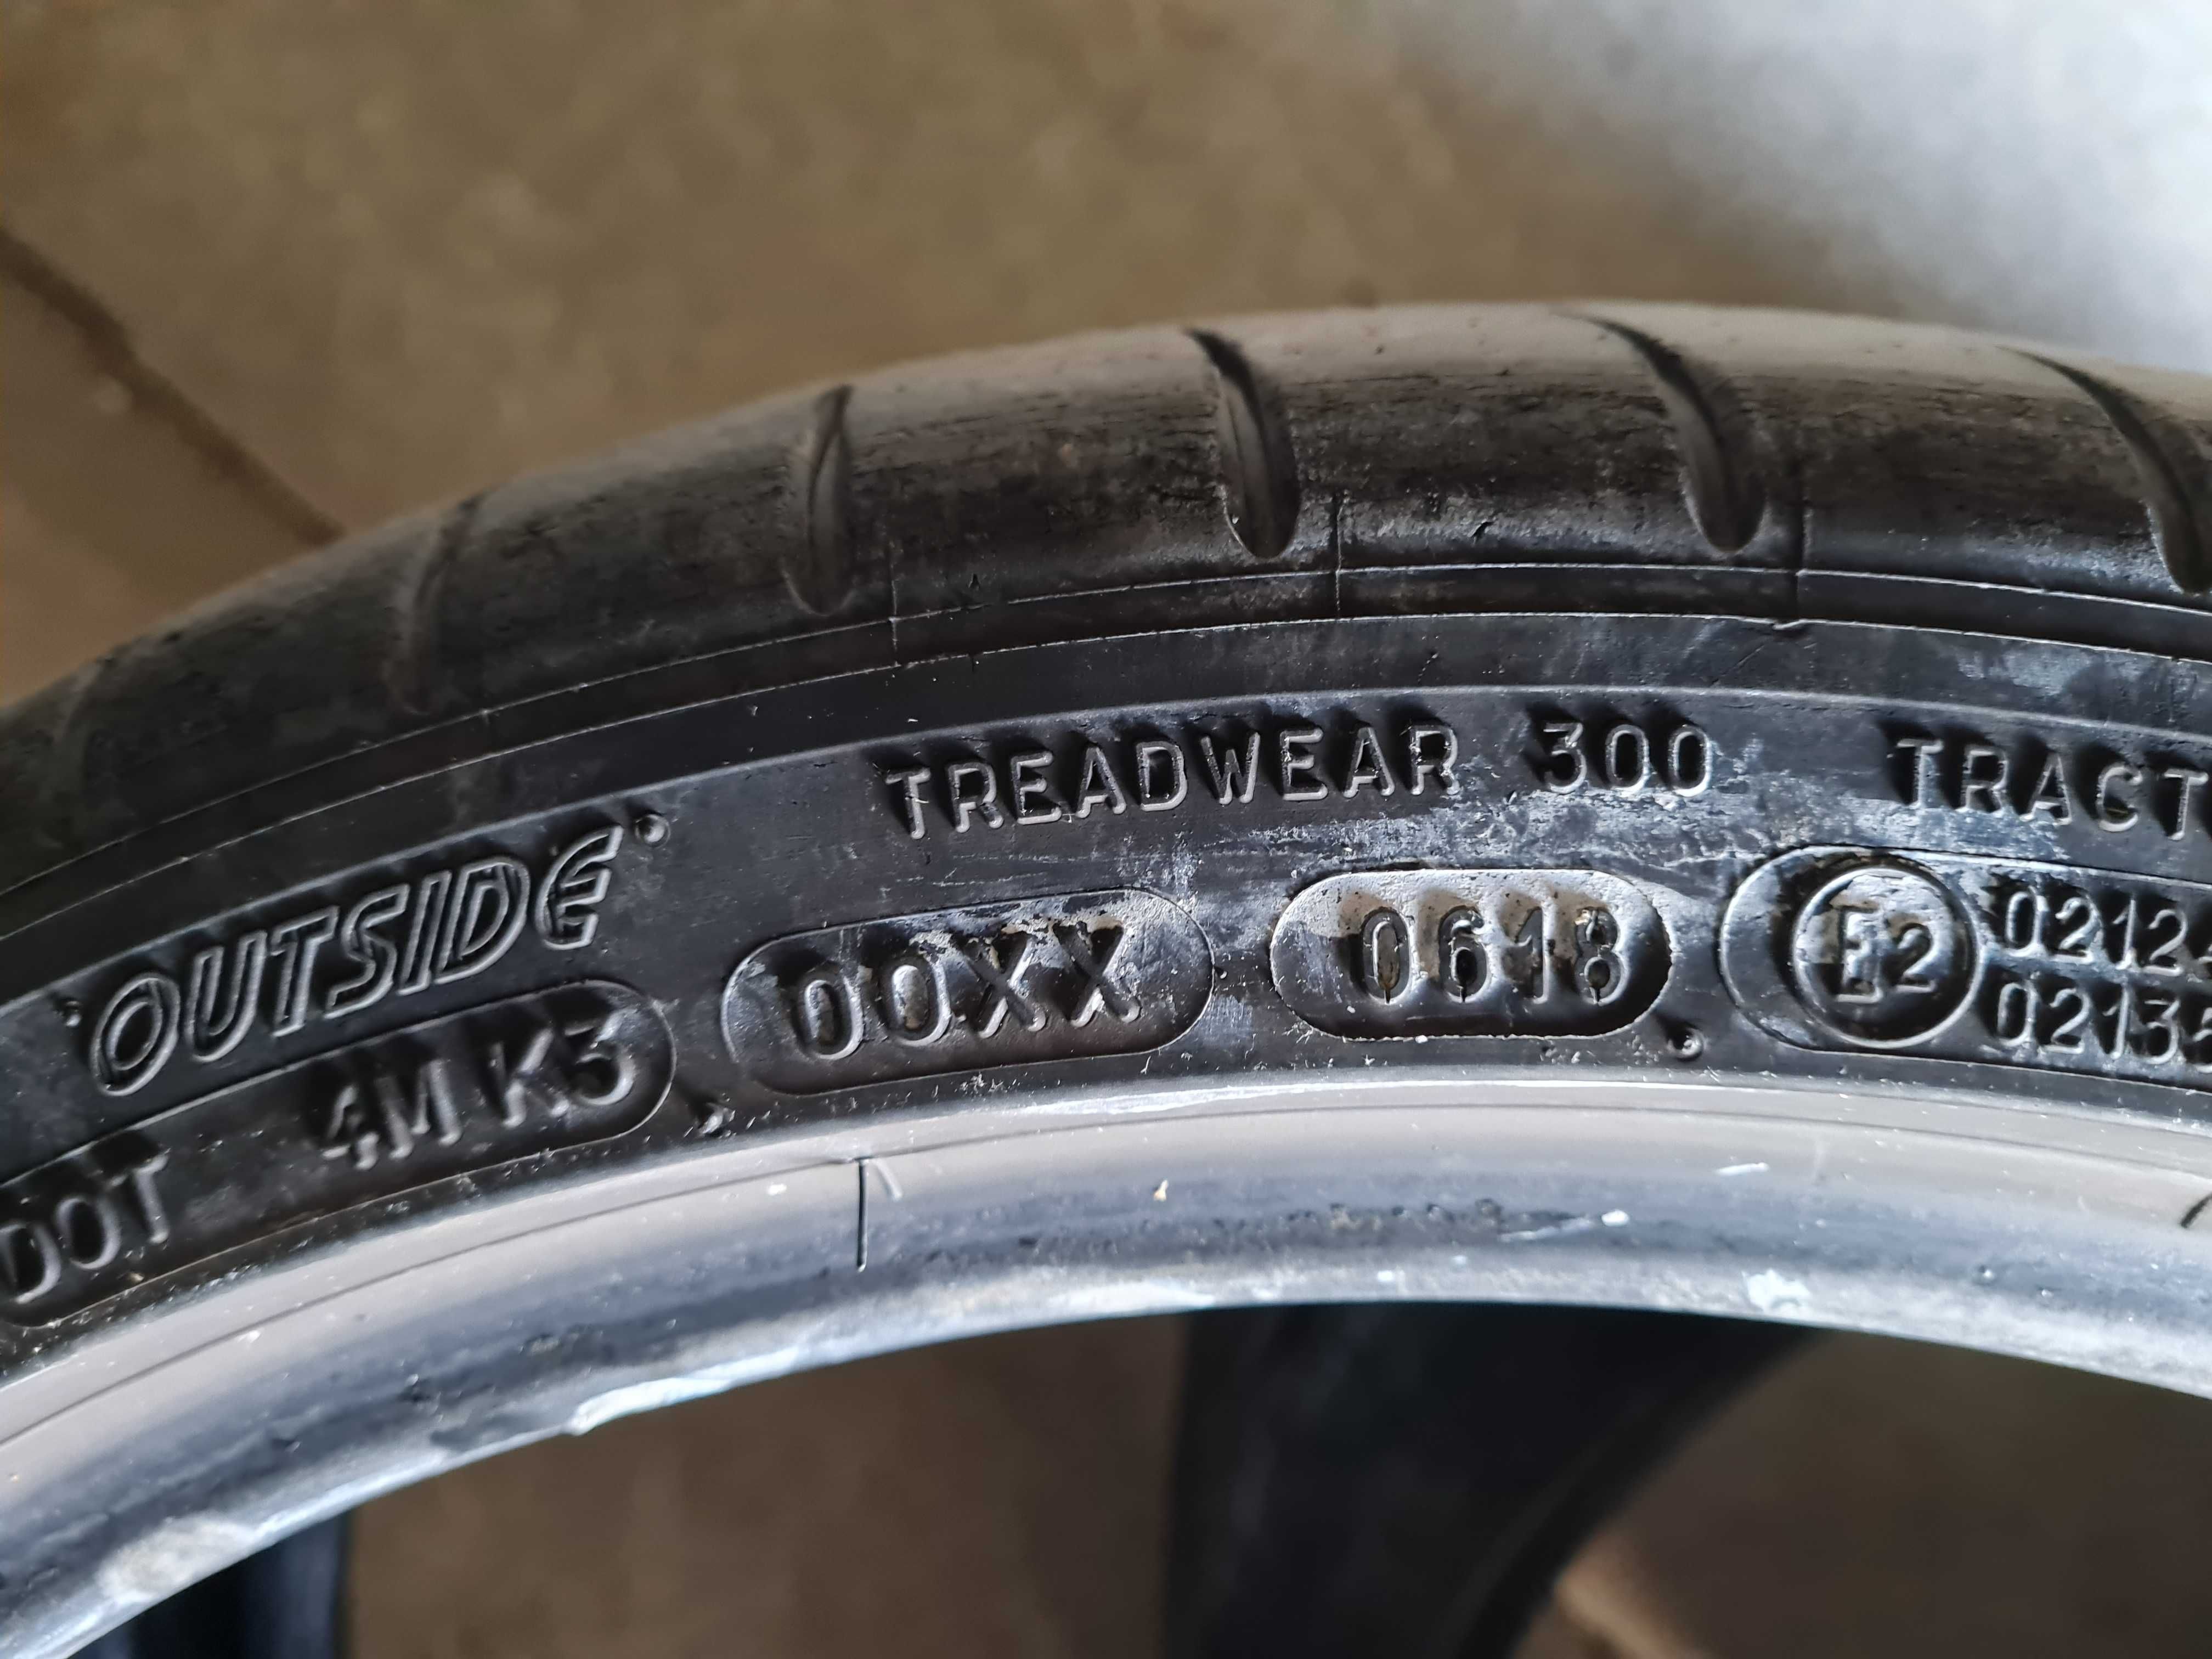 TREADWEAR 300
OUTSIDE
DOT 4M K3 00XX 0618 E2